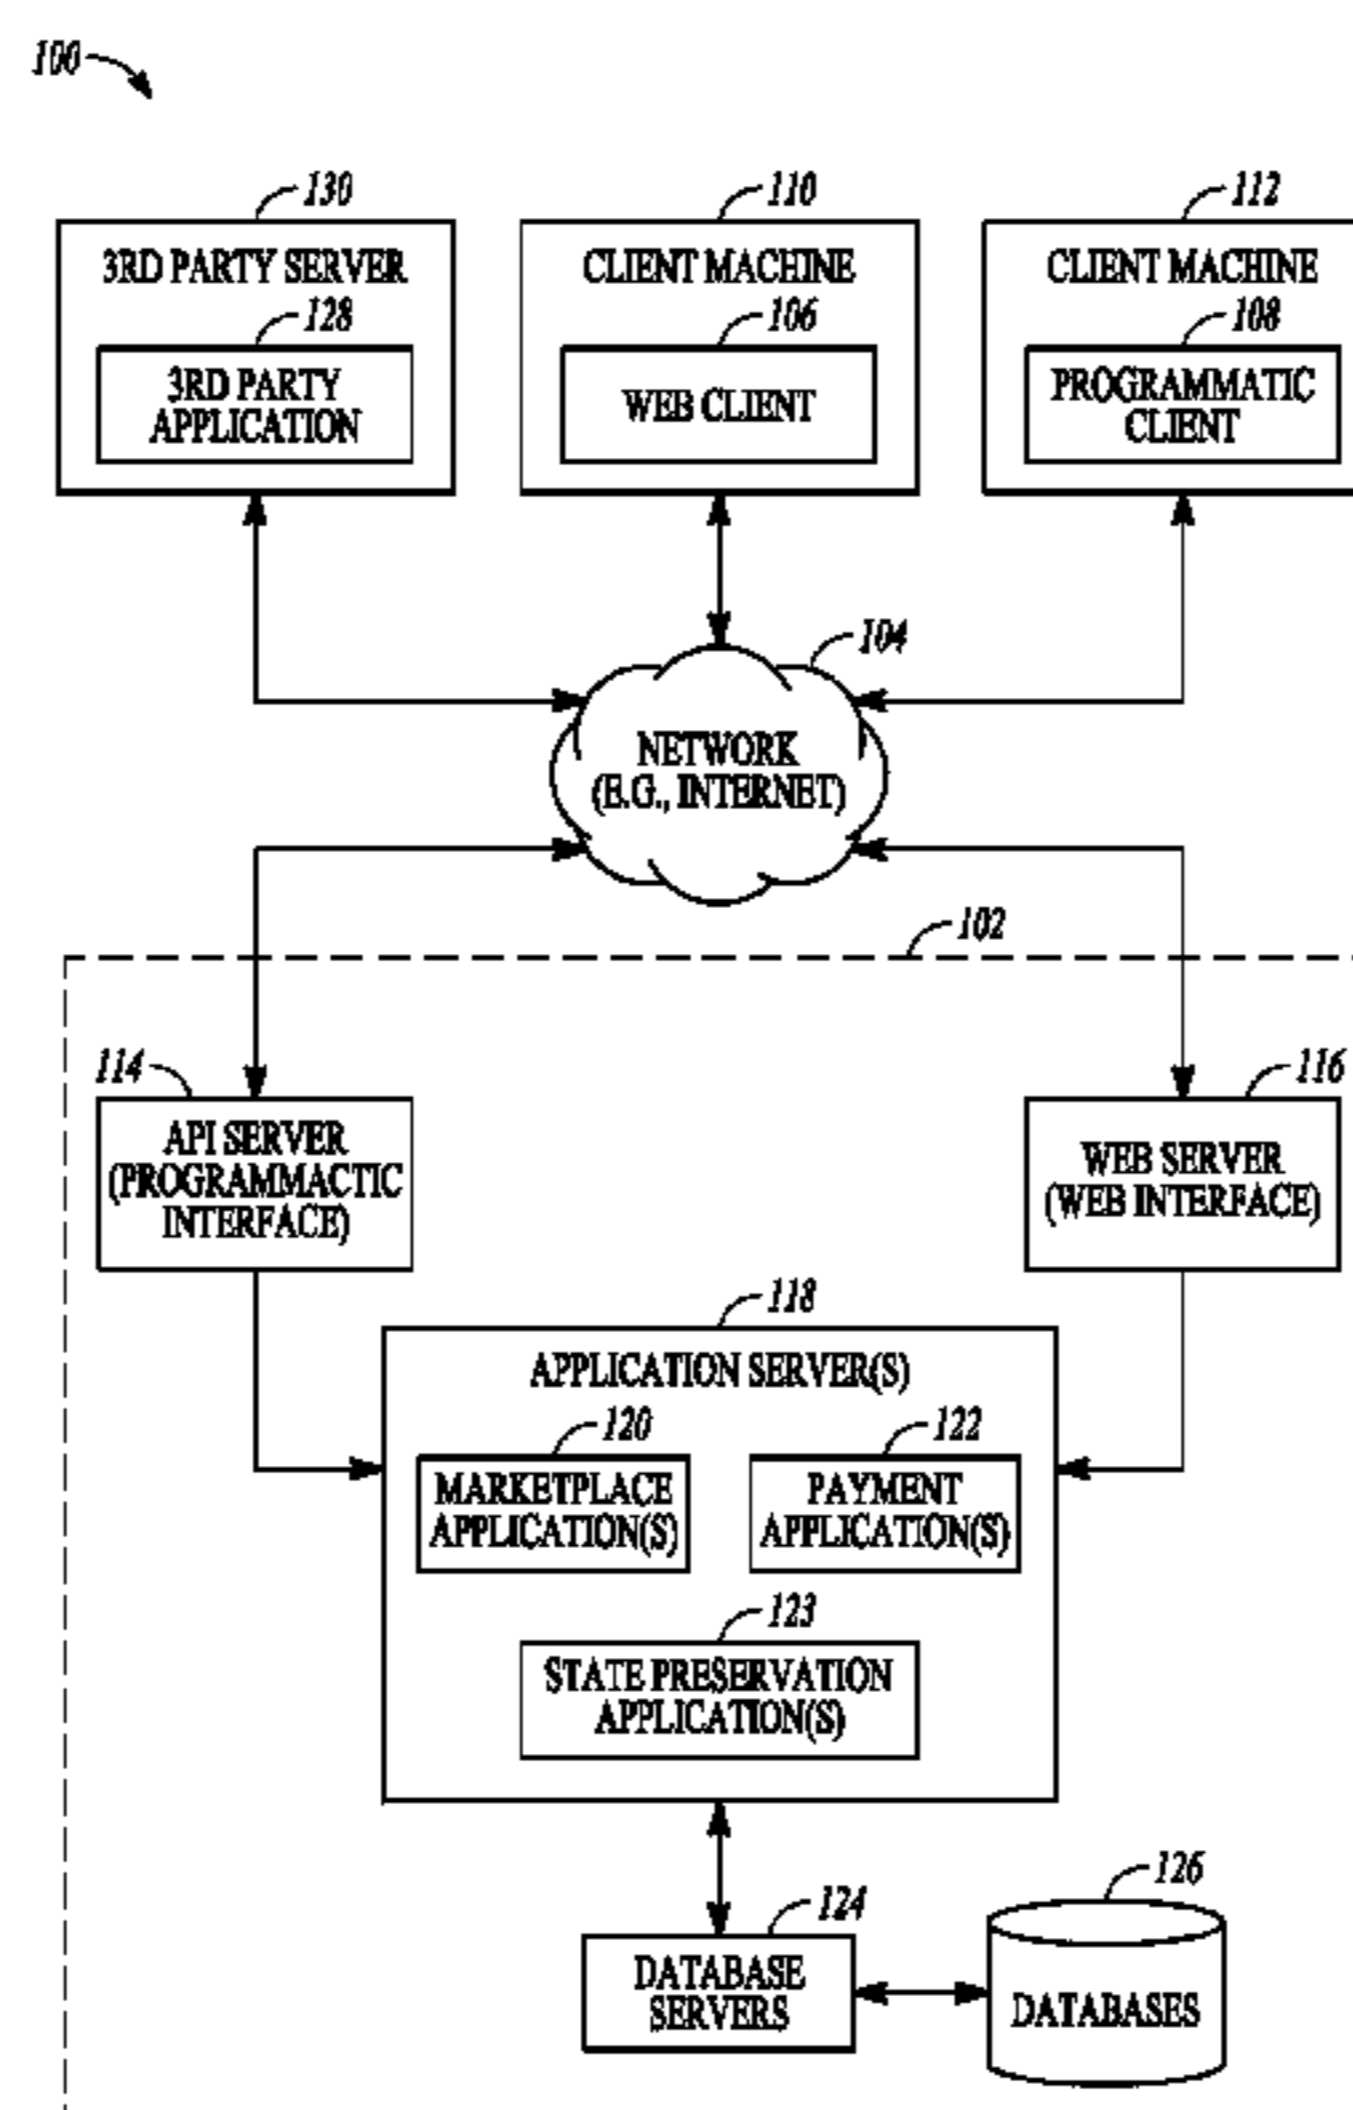 100
130
110
112
3RD PARTY SERVER
CLIENT MACHINE
CLIENT MACHINE
128
106
108
3RD PARTY
APPLICATION
WEB CLIENT
PROGRAMMATIC
CLIENT
104
NETWORK
(E.G., INTERNET)
102
114
116
API SERVER
(PROGRAMMACTIC
INTERFACE)
WEB SERVER
(WEB INTERFACE)
118
APPLICATION SERVER(S)
120
122
MARKETPLACE
APPLICATION(S)
PAYMENT
APPLICATION(S)
123
STATE PRESERVATION
APPLICATION(S)
124
126
DATABASE
SERVERS
DATABASES